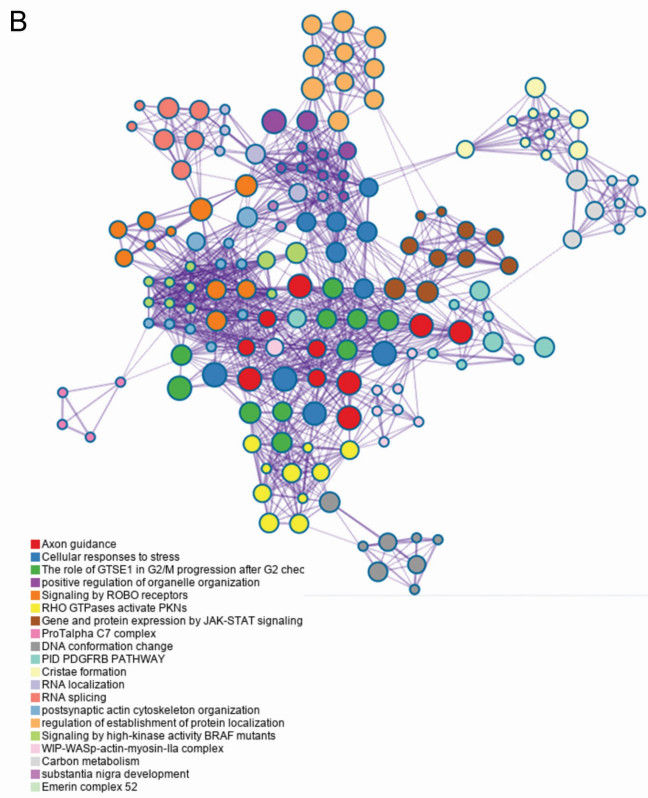 B
Axon guidance
Cellular responses to stress
The role of GTSE1 in G2/M progression after G2 chec
positive regulation of organelle organization
Signaling by ROBO receptors
RHO GTPases activate PKNs
Gene and protein expression by JAK-STAT signaling
ProTalpha C7 complex
DNA conformation change
PID PDGFRB PATHWAY
Cristae formation
RNA localization
RNA splicing
postsynaptic actin cytoskeleton organization
regulation of establishment of protein localization
Signaling by high-kinase activity BRAF mutants
WIP-WASp-actin-myosin-IIa complex
Carbon metabolism
substantia nigra development
Emerin complex 52